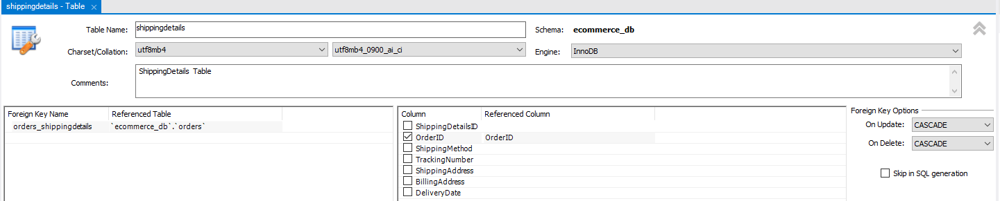 shippingdetails - Table ×
Table Name: shippingdetails Schema: ecommerce_db
Charset/Collation: utf8mb4 utf8mb4_0900_ai_ci Engine: InnoDB
Comments: ShippingDetails Table
Foreign Key Name Referenced Table
orders_shippingdetails `ecommerce_db`.`orders`
Column Referenced Column
ShippingDetailsID
OrderID OrderID
ShippingMethod
TrackingNumber
ShippingAddress
BillingAddress
DeliveryDate
Foreign Key Options
On Update: CASCADE
On Delete: CASCADE
Skip in SQL generation